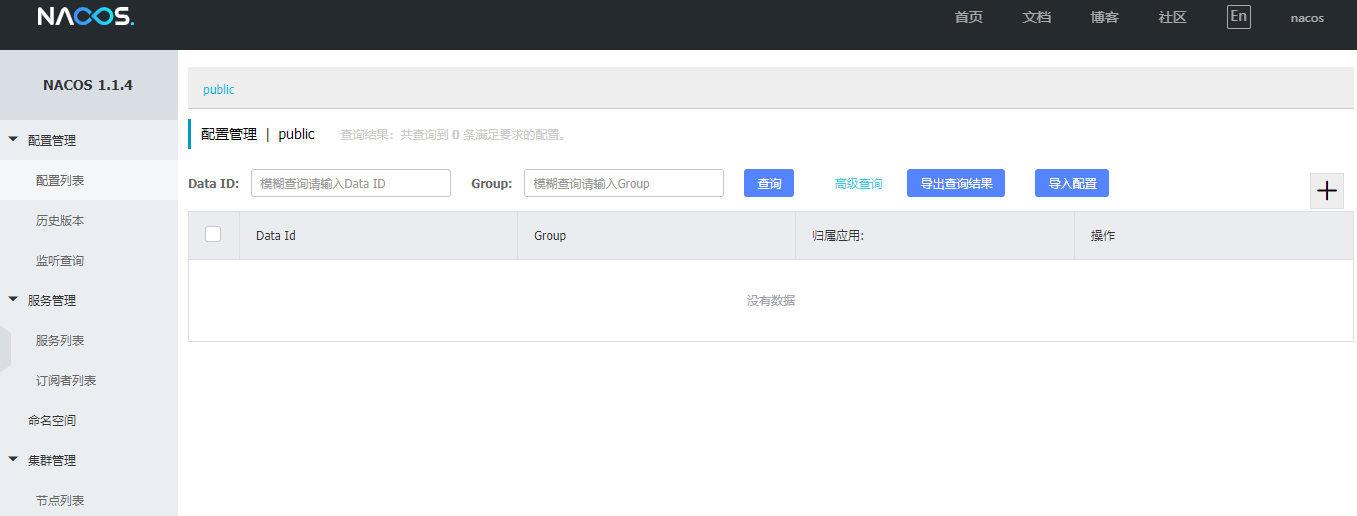 NACOS.
首页 文档 博客 社区 En nacos
NACOS 1.1.4
配置管理
配置列表
历史版本
监听查询
服务管理
服务列表
订阅者列表
命名空间
集群管理
节点列表
public
配置管理 | public 查询结果：共查询到 0 条满足要求的配置。
Data ID: 模糊查询请输入Data ID Group: 模糊查询请输入Group 查询 高级查询 导出查询结果 导入配置
Data Id Group 归属应用: 操作
没有数据